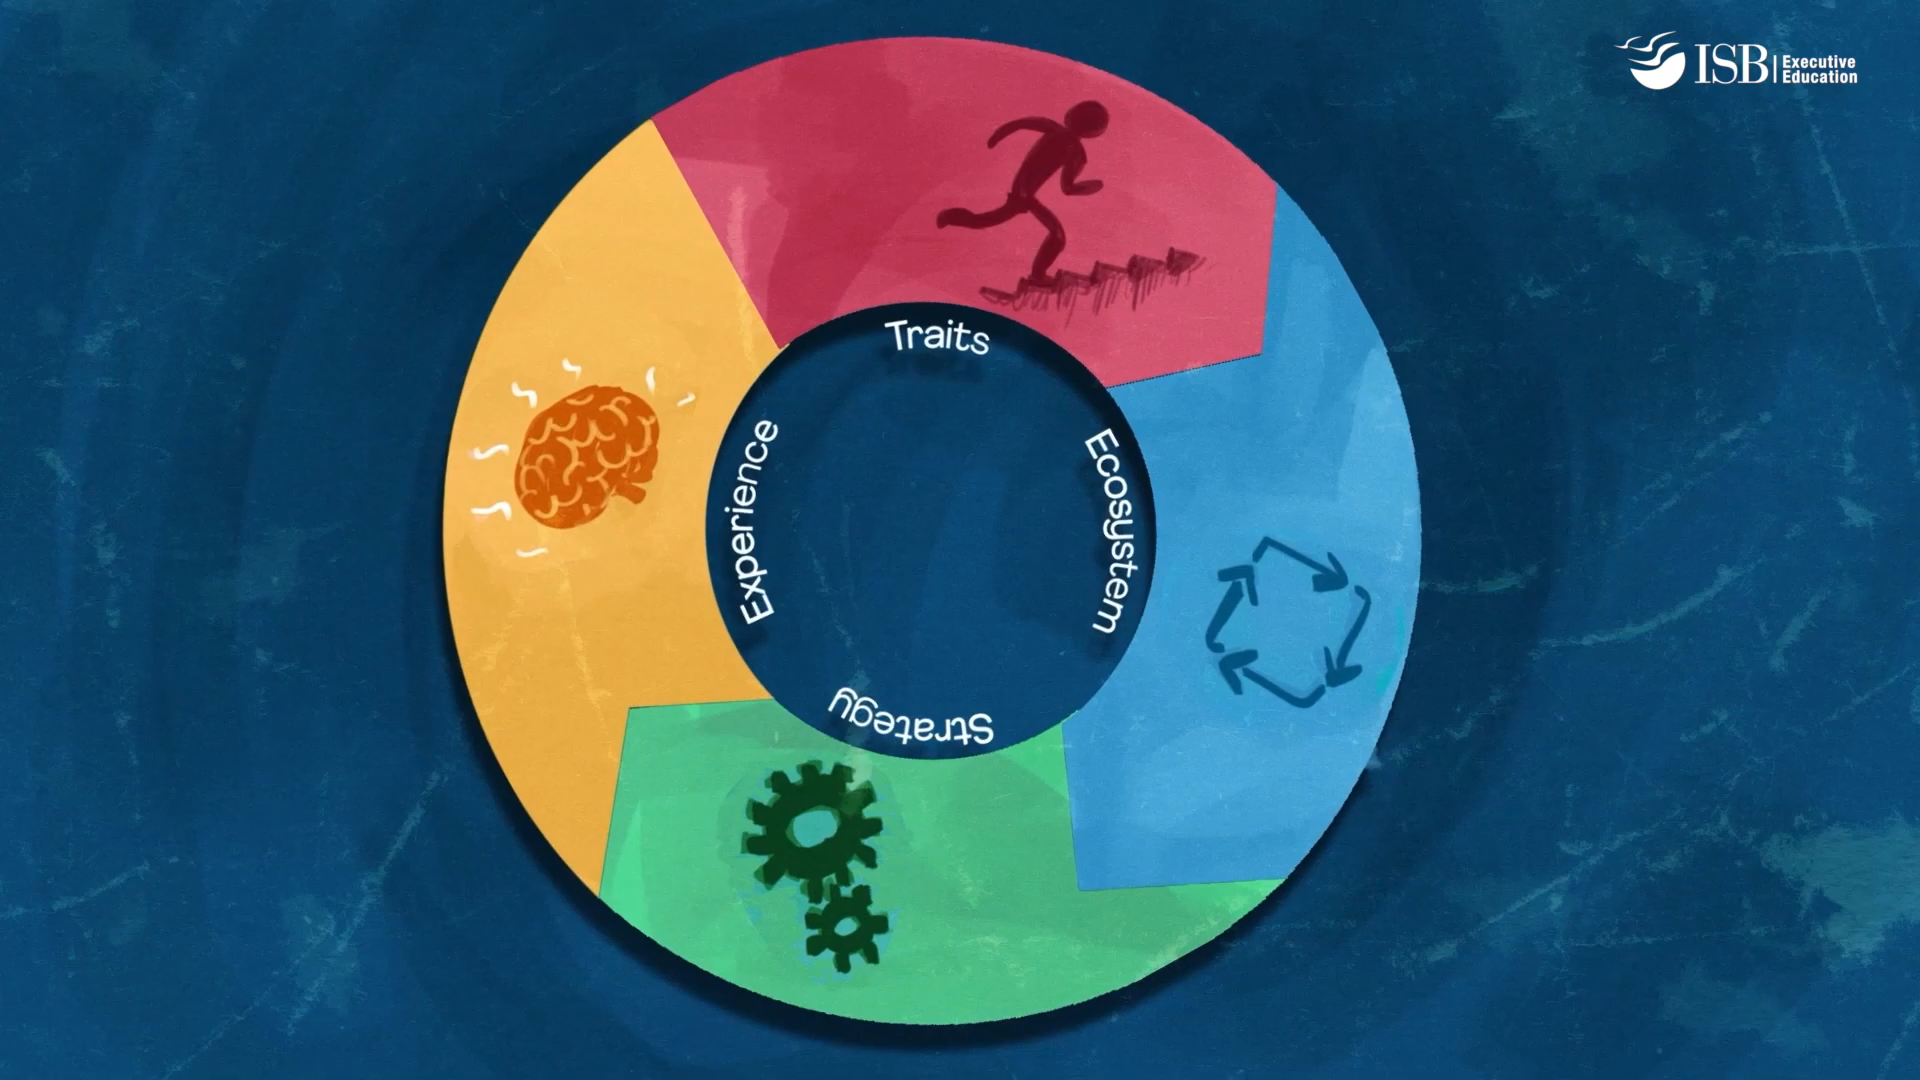 ISB
Executive
Education
Traits
Ecosystem
Strategy
Experience